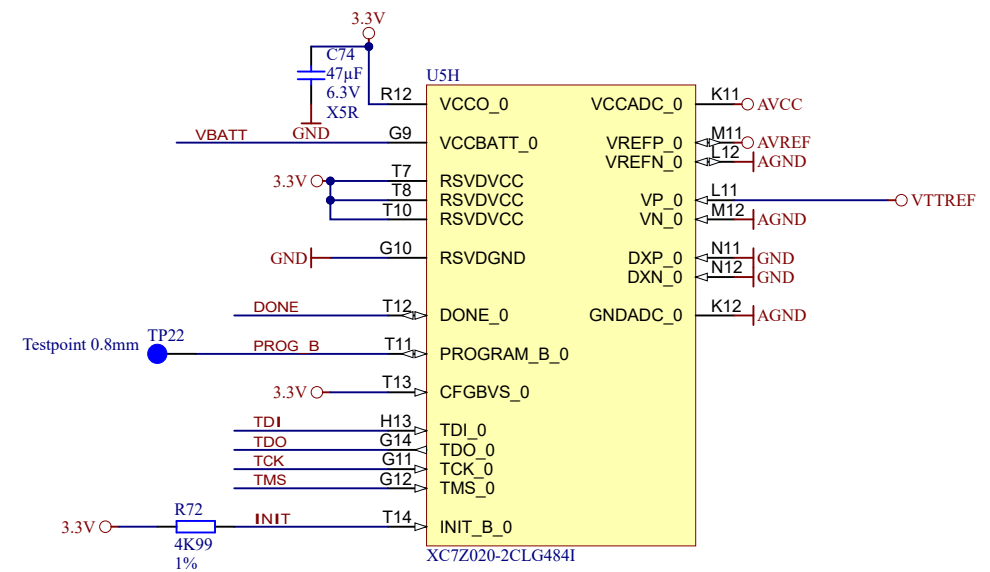 3.3V
C74
47µF
6.3V
X5R
GND
U5H
R12 VCCO_0 VCCADC_0 K11 AVCC
VBATT G9 VCCBATT_0 VREFP_0 M11 AVREF
VREFN_0 L12 AGND
3.3V T7 RSVDVCC
T8 RSVDVCC VP_0 L11 VTTREF
T10 RSVDVCC VN_0 M12 AGND
GND G10 RSVDGND DXP_0 N11 GND
DXN_0 N12 GND
DONE T12 DONE_0 GNDADC_0 K12 AGND
Testpoint 0.8mm TP22 PROG_B T11 PROGRAM_B_0
3.3V T13 CFGBVS_0
TDI H13 TDI_0
TDO G14 TDO_0
TCK G11 TCK_0
TMS G12 TMS_0
R72
3.3V INIT T14 INIT_B_0
4K99
1%
XC7Z020-2CLG484I